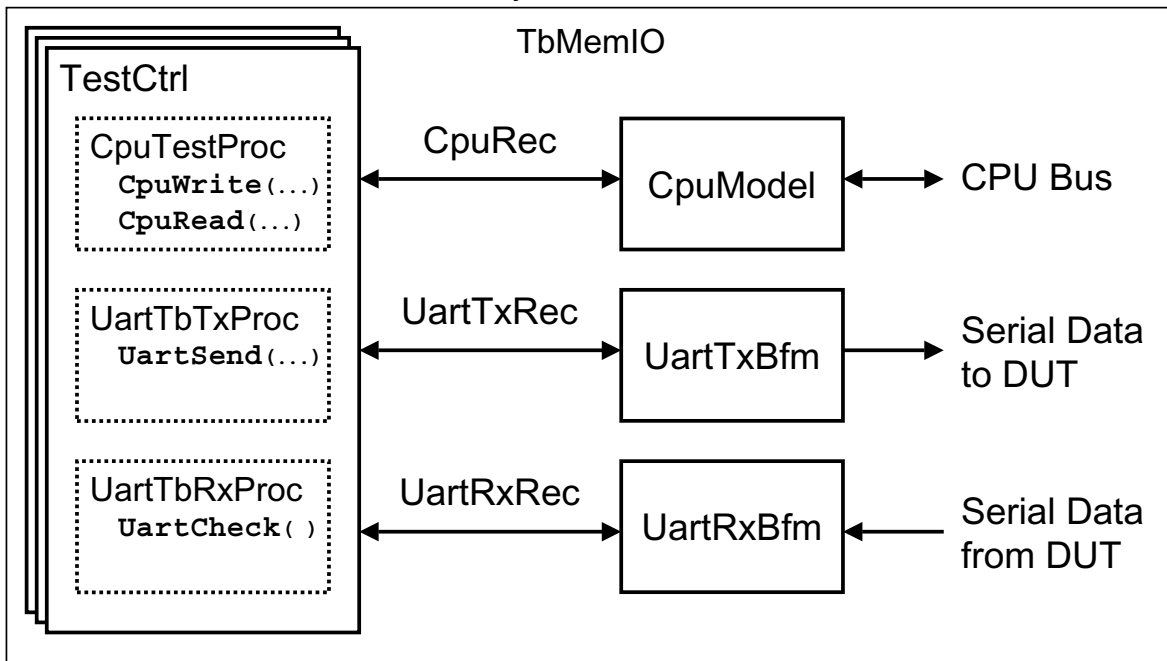 TbMemIO
TestCtrl
CpuTestProc
CpuWrite(...)
CpuRead(...)
CpuRec
CpuModel
CPU Bus
UartTbTxProc
UartSend(...)
UartTxRec
UartTxBfm
Serial Data
to DUT
UartTbRxProc
UartCheck( )
UartRxRec
UartRxBfm
Serial Data
from DUT